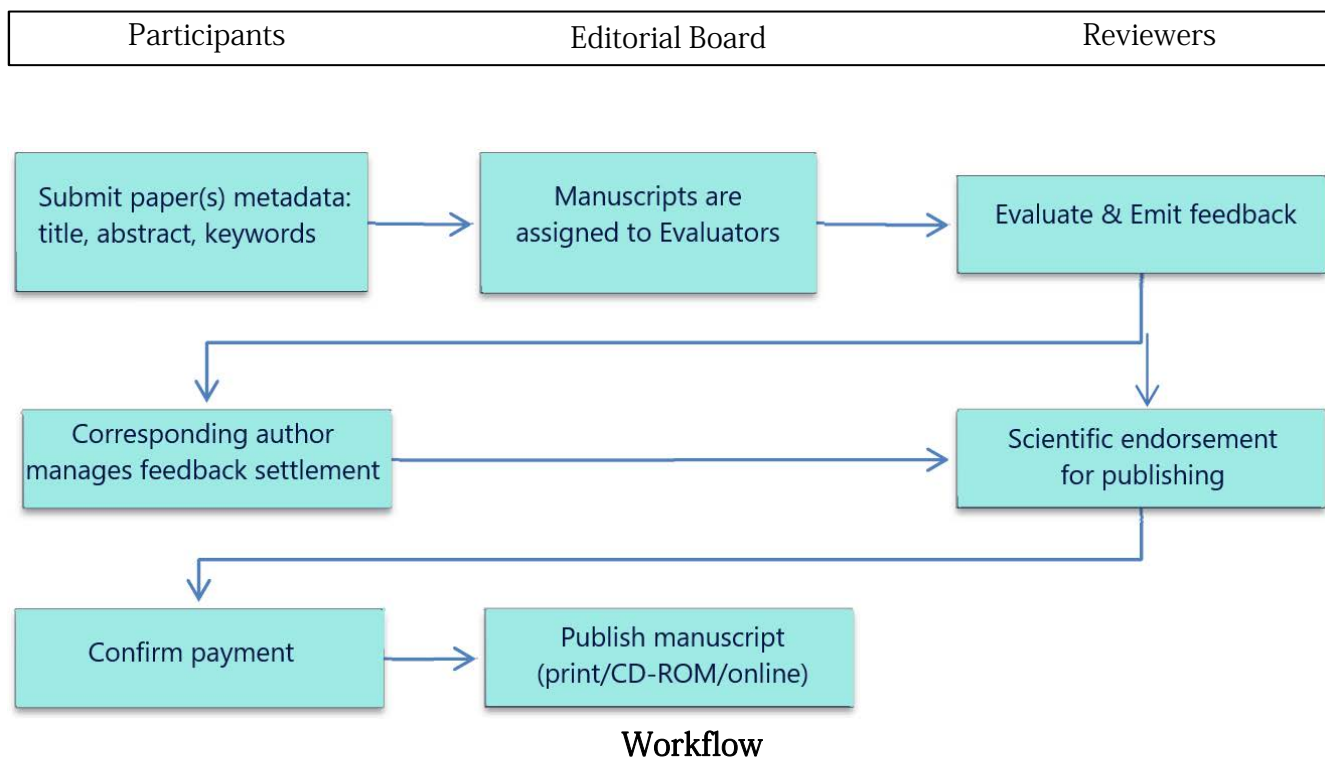 Participants
Editorial Board
Reviewers
Submit paper(s) metadata:
title, abstract, keywords
Manuscripts are
assigned to Evaluators
Evaluate & Emit feedback
Corresponding author
manages feedback settlement
Scientific endorsement
for publishing
Confirm payment
Publish manuscript
(print/CD-ROM/online)
Workflow